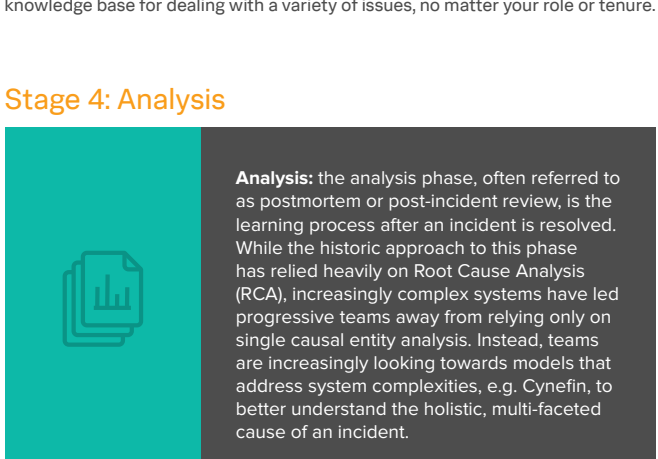 knowledge base for dealing with a variety of issues, no matter your role or tenure.
Stage 4: Analysis
Analysis: the analysis phase, often referred to
as postmortem or post-incident review, is the
learning process after an incident is resolved.
While the historic approach to this phase
has relied heavily on Root Cause Analysis
(RCA), increasingly complex systems have led
progressive teams away from relying only on
single causal entity analysis. Instead, teams
are increasingly looking towards models that
address system complexities, e.g. Cynefin, to
better understand the holistic, multi-faceted
cause of an incident.